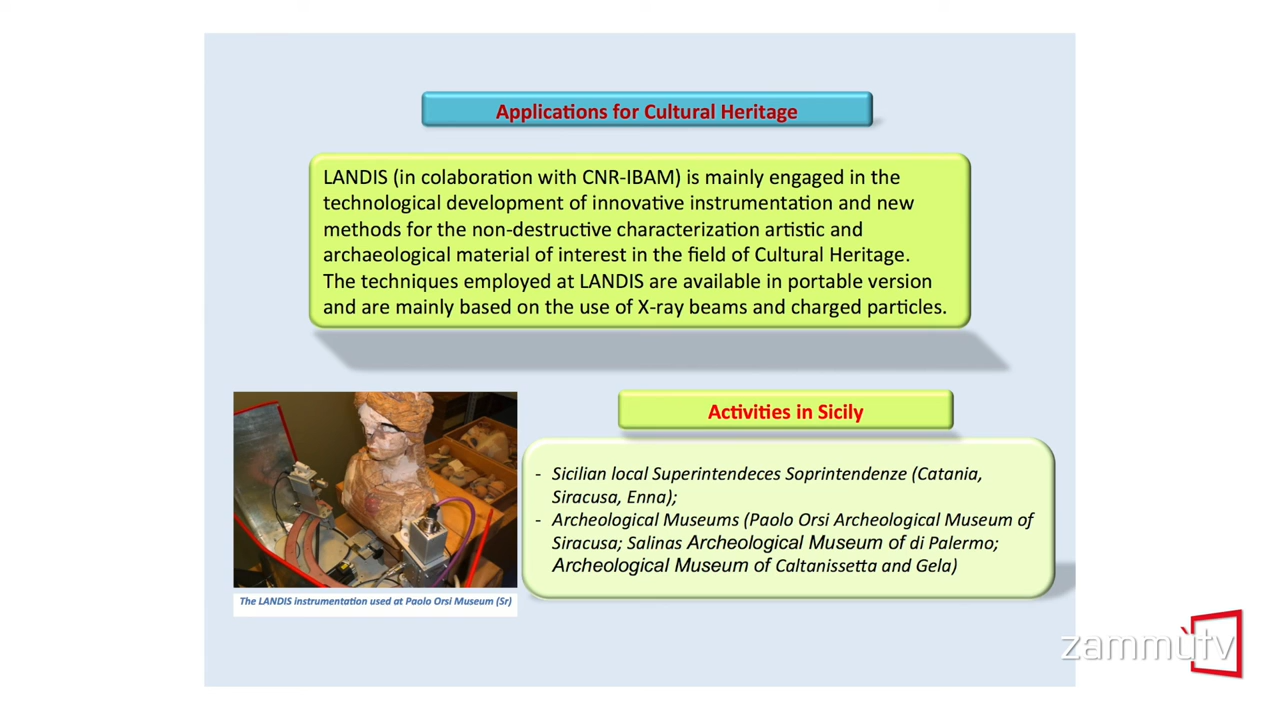 Applications for Cultural Heritage
LANDIS (in colaboration with CNR-IBAM) is mainly engaged in the
technological development of innovative instrumentation and new
methods for the non-destructive characterization artistic and
archaeological material of interest in the field of Cultural Heritage.
The techniques employed at LANDIS are available in portable version
and are mainly based on the use of X-ray beams and charged particles.
Activities in Sicily
- Sicilian local Superintendeces Soprintendenze (Catania,
Siracusa, Enna);
- Archeological Museums (Paolo Orsi Archeological Museum of
Siracusa; Salinas Archeological Museum of di Palermo;
Archeological Museum of Caltanissetta and Gela)
The LANDIS instrumentation used at Paolo Orsi Museum (Sr)
zammùtv